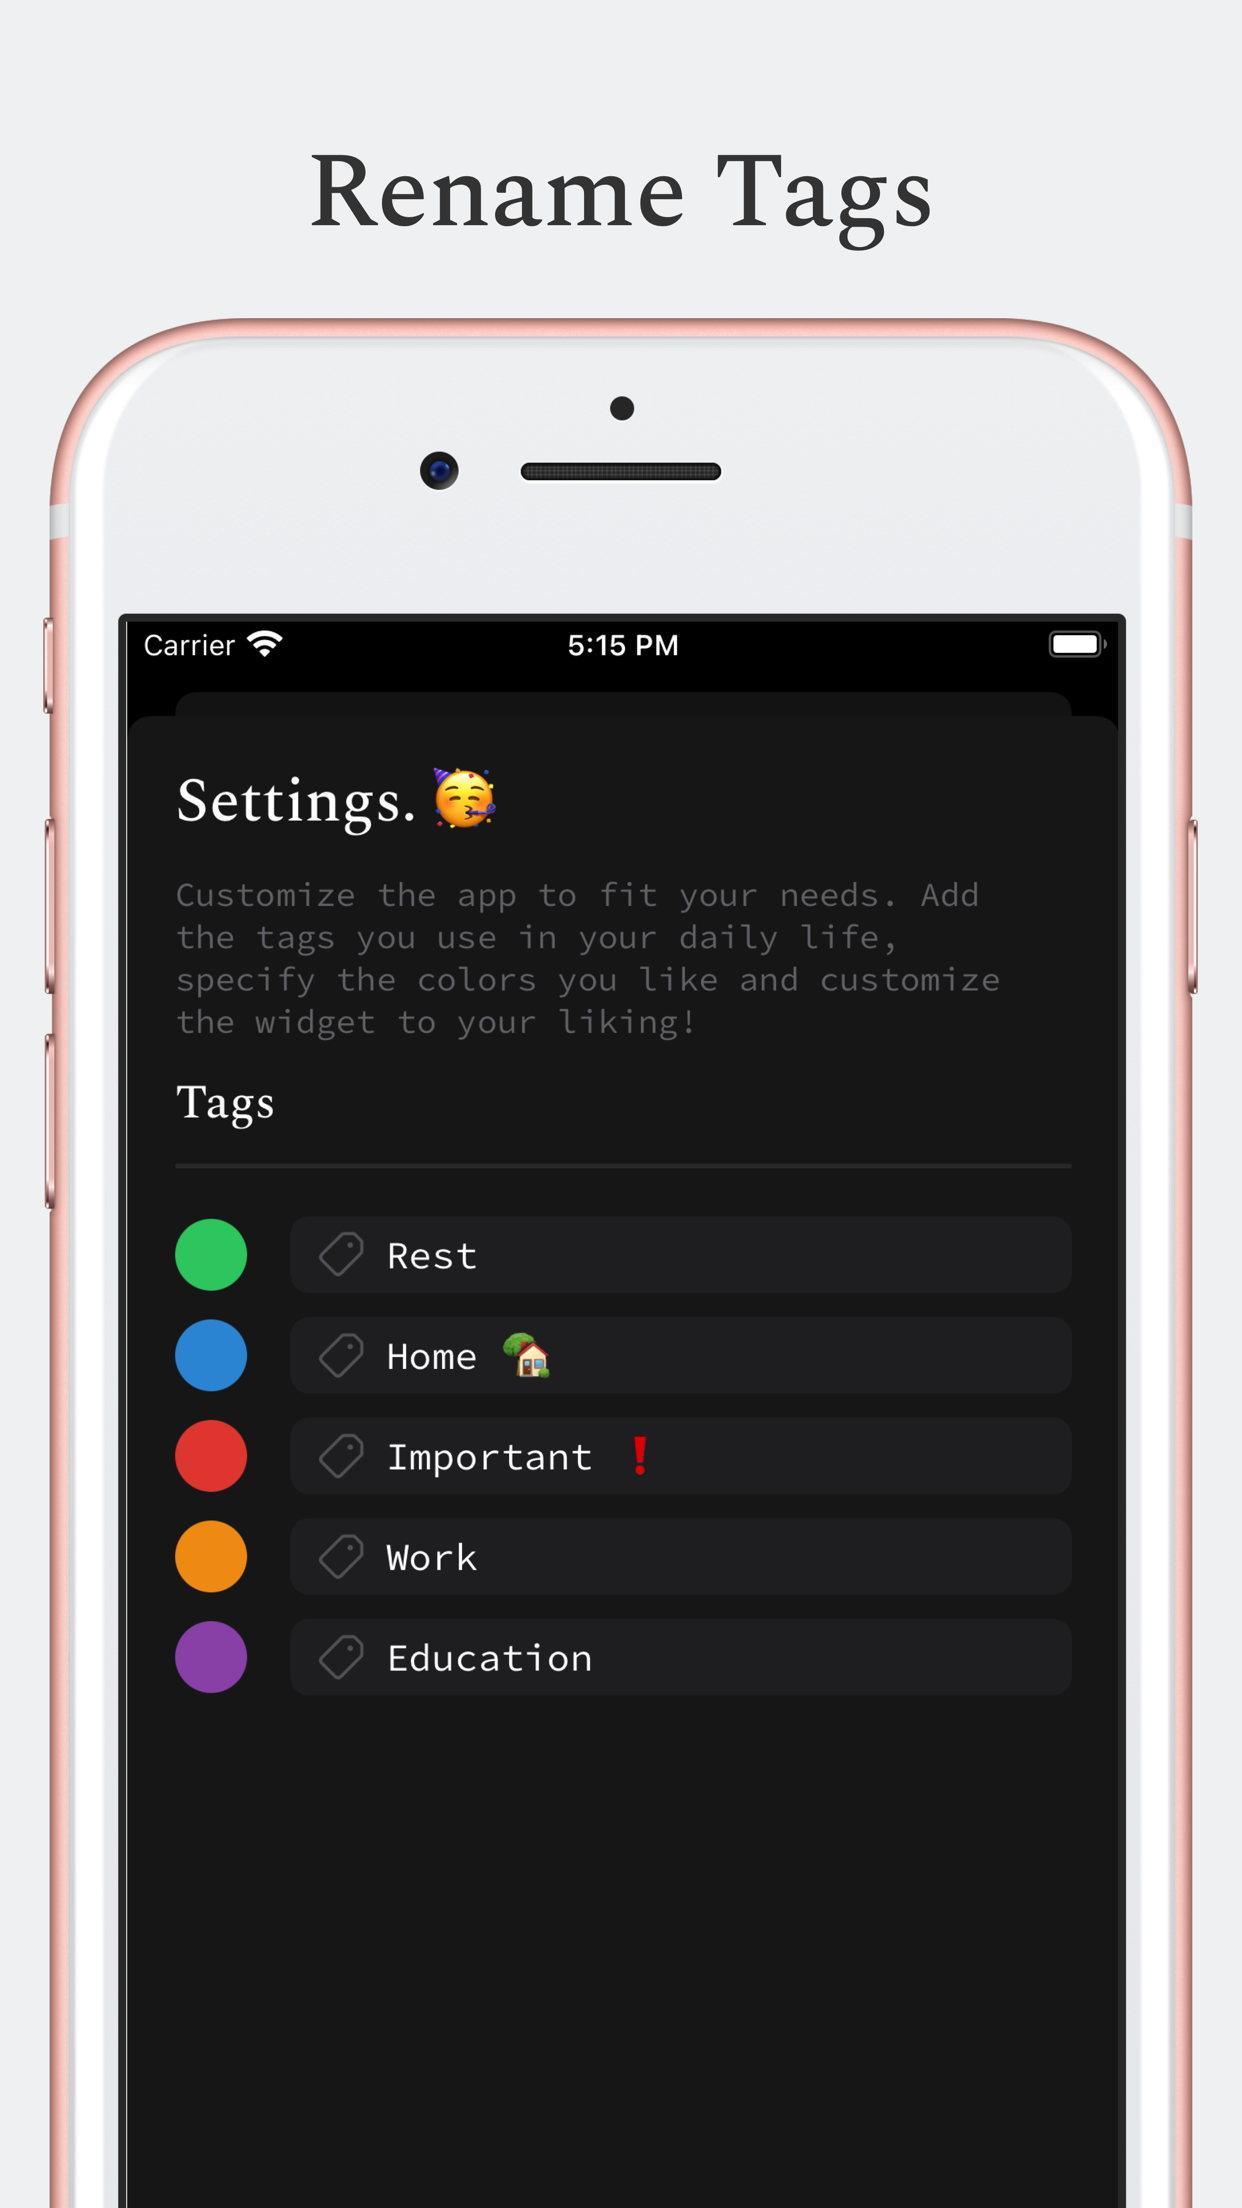 Rename Tags
Carrier
5:15 PM
Settings. 🥳
Customize the app to fit your needs. Add
the tags you use in your daily life,
specify the colors you like and customize
the widget to your liking!
Tags
Rest
Home 🏡
Important ❗
Work
Education